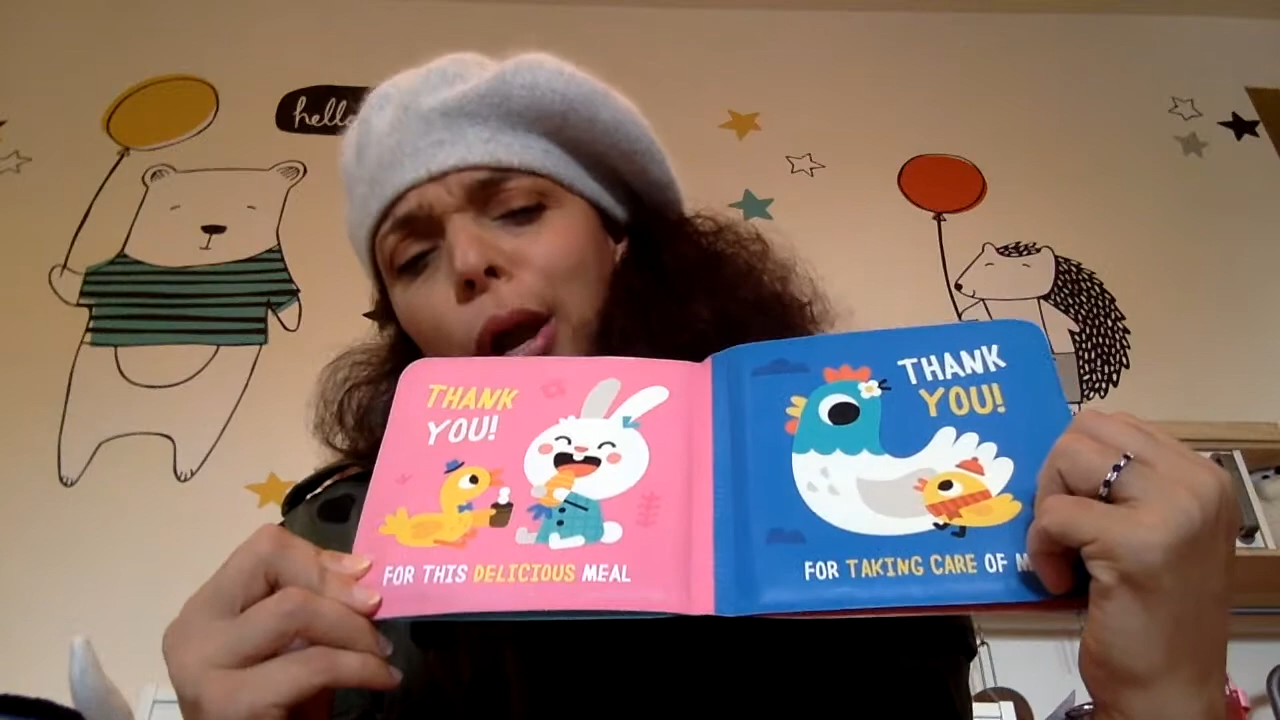 hello
THANK
YOU!
FOR THIS DELICIOUS MEAL
THANK
YOU!
FOR TAKING CARE OF